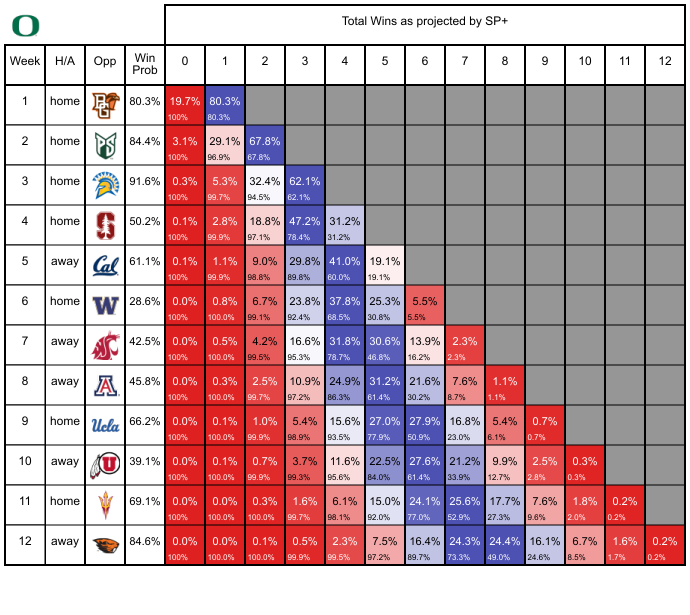 Total Wins as projected by SP+
Week H/A Opp Win Prob 0 1 2 3 4 5 6 7 8 9 10 11 12
1 home BG 80.3% 19.7% 80.3%
100% 80.3%
2 home PS 84.4% 3.1% 29.1% 67.8%
100% 96.9% 67.8%
3 home 91.6% 0.3% 5.3% 32.4% 62.1%
100% 99.7% 94.5% 62.1%
4 home S 50.2% 0.1% 2.8% 18.8% 47.2% 31.2%
100% 99.9% 97.1% 78.4% 31.2%
5 away Cal 61.1% 0.1% 1.1% 9.0% 29.8% 41.0% 19.1%
100% 99.9% 98.8% 89.8% 60.0% 19.1%
6 home W 28.6% 0.0% 0.8% 6.7% 23.8% 37.8% 25.3% 5.5%
100% 100.0% 99.1% 92.4% 68.5% 30.8% 5.5%
7 away 42.5% 0.0% 0.5% 4.2% 16.6% 31.8% 30.6% 13.9% 2.3%
100% 100.0% 99.5% 95.3% 78.7% 46.8% 16.2% 2.3%
8 away A 45.8% 0.0% 0.3% 2.5% 10.9% 24.9% 31.2% 21.6% 7.6% 1.1%
100% 100.0% 99.7% 97.2% 86.3% 61.4% 30.2% 8.7% 1.1%
9 home Ucla 66.2% 0.0% 0.1% 1.0% 5.4% 15.6% 27.0% 27.9% 16.8% 5.4% 0.7%
100% 100.0% 99.9% 98.9% 93.5% 77.9% 50.9% 23.0% 6.1% 0.7%
10 away U 39.1% 0.0% 0.1% 0.7% 3.7% 11.6% 22.5% 27.6% 21.2% 9.9% 2.5% 0.3%
100% 100.0% 99.9% 99.3% 95.6% 84.0% 61.4% 33.9% 12.7% 2.8% 0.3%
11 home 69.1% 0.0% 0.0% 0.3% 1.6% 6.1% 15.0% 24.1% 25.6% 17.7% 7.6% 1.8% 0.2%
100% 100.0% 100.0% 99.7% 98.1% 92.0% 77.0% 52.9% 27.3% 9.6% 2.0% 0.2%
12 away 84.6% 0.0% 0.0% 0.1% 0.5% 2.3% 7.5% 16.4% 24.3% 24.4% 16.1% 6.7% 1.6% 0.2%
100% 100.0% 100.0% 99.9% 99.5% 97.2% 89.7% 73.3% 49.0% 24.6% 8.5% 1.7% 0.2%